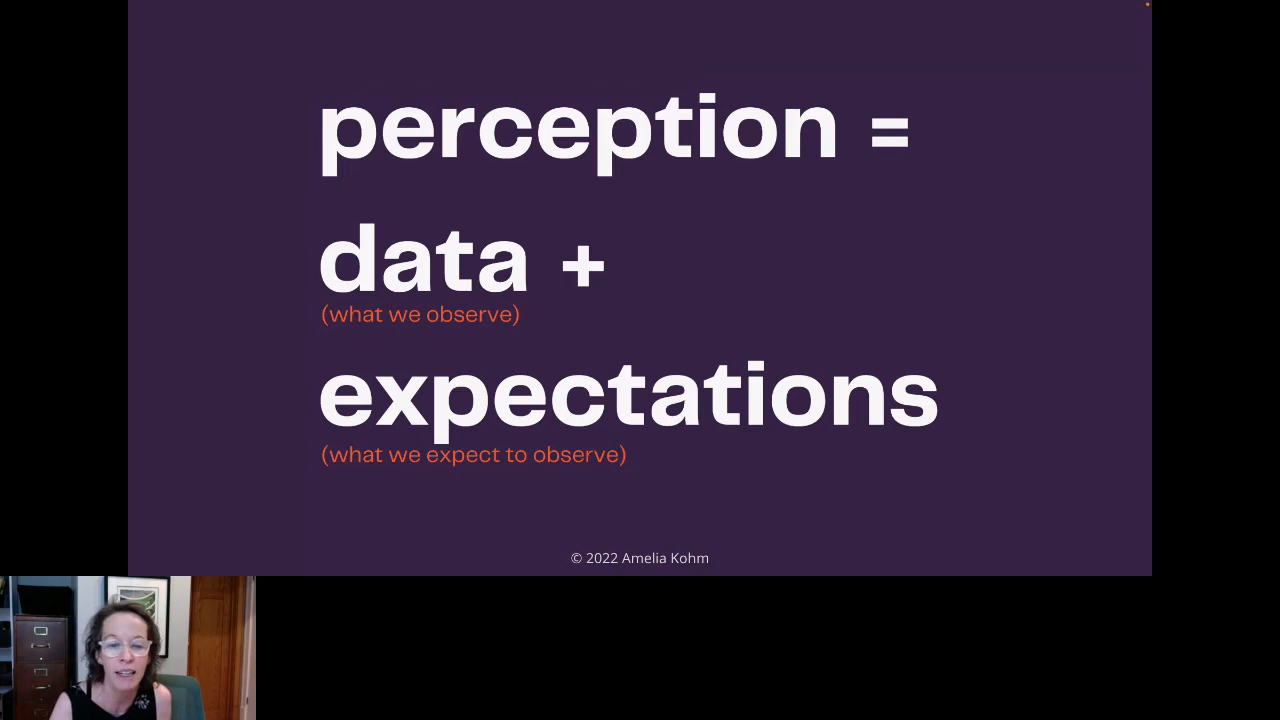 perception =
data +
(what we observe)
expectations
(what we expect to observe)
© 2022 Amelia Kohm